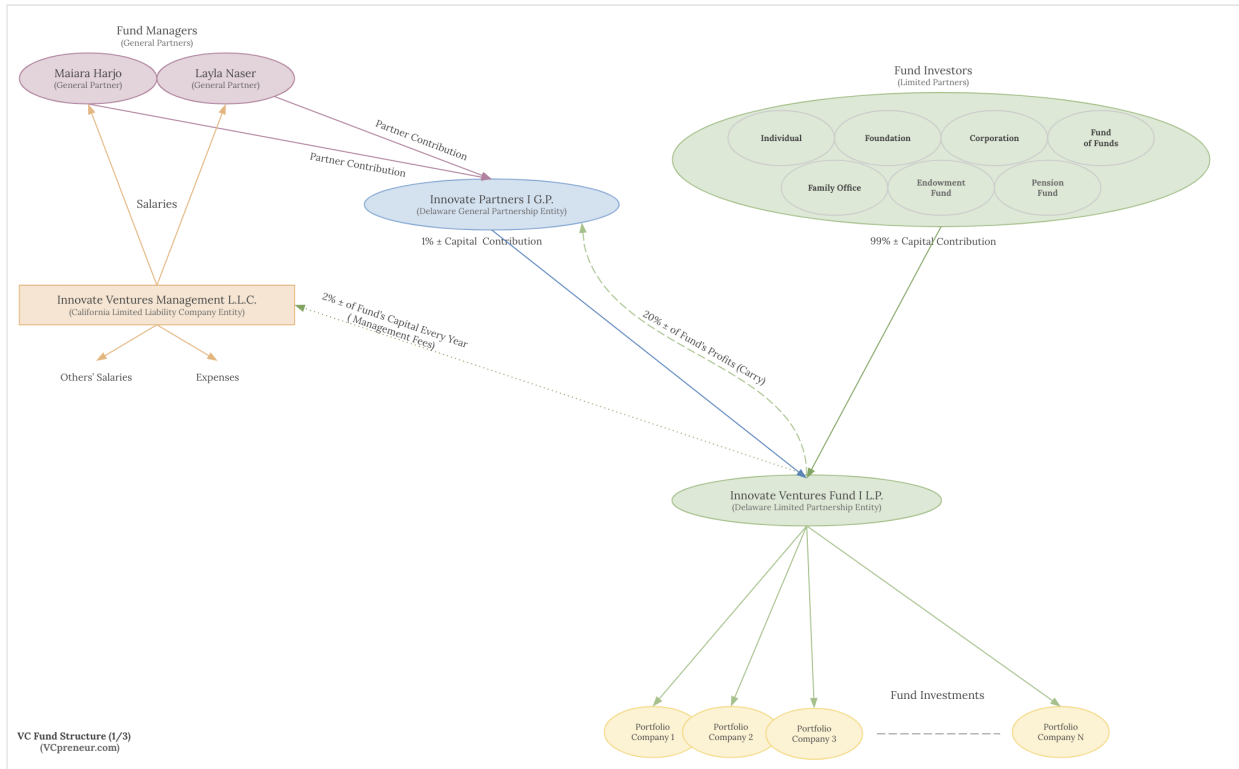 Fund Managers
(General Partners)
Maiara Harjo
(General Partner)
Layla Naser
(General Partner)
Fund Investors
(Limited Partners)
Individual
Foundation
Corporation
Fund
of Funds
Family Office
Endowment
Fund
Pension
Fund
Partner Contribution
Partner Contribution
Salaries
Innovate Partners I G.P.
(Delaware General Partnership Entity)
1% ± Capital Contribution
99% ± Capital Contribution
Innovate Ventures Management L.L.C.
(California Limited Liability Company Entity)
2% ± of Fund's Capital Every Year
( Management Fees)
20% ± of Fund's Profits (Carry)
Others' Salaries
Expenses
Innovate Ventures Fund I L.P.
(Delaware Limited Partnership Entity)
Fund Investments
Portfolio
Company 1
Portfolio
Company 2
Portfolio
Company 3
Portfolio
Company N
VC Fund Structure (1/3)
(VCpreneur.com)